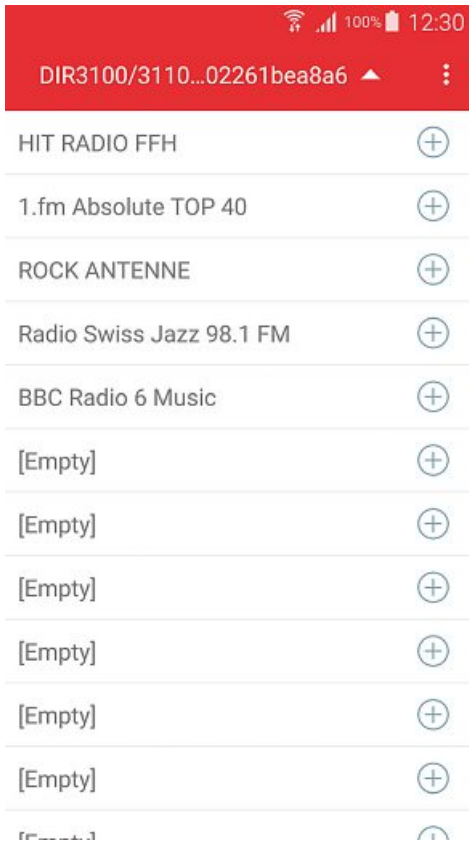 100% 12:30
DIR3100/3110...02261bea8a6
HIT RADIO FFH
1.fm Absolute TOP 40
ROCK ANTENNE
Radio Swiss Jazz 98.1 FM
BBC Radio 6 Music
[Empty]
[Empty]
[Empty]
[Empty]
[Empty]
[Empty]